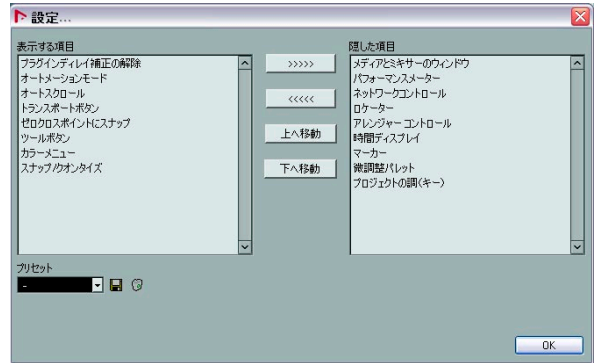 設定...
表示する項目
プラグインディレイ補正の解除
オートメーションモード
オートスクロール
トランスポートボタン
ゼロクロスポイントにスナップ
ツールボタン
カラーメニュー
スナップ/クオンタイズ
>>>>>
<<<<<
上へ移動
下へ移動
隠した項目
メディアとミキサーのウィンドウ
パフォーマンスメーター
ネットワークコントロール
ロケーター
アレンジャーコントロール
時間ディスプレイ
マーカー
微調整パレット
プロジェクトの調(キー)
プリセット
-
OK